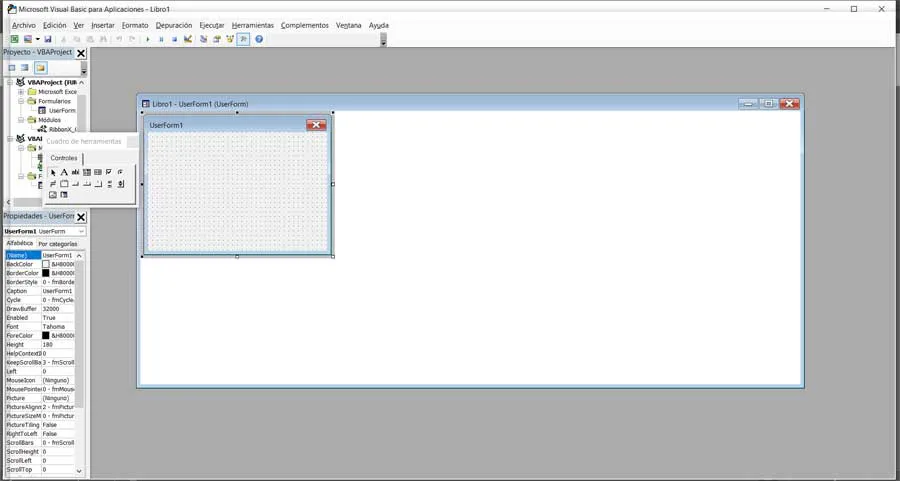 Microsoft Visual Basic para Aplicaciones - Libro1
Archivo Edición Ver Insertar Formato Depuración Ejecutar Herramientas Complementos Ventana Ayuda
Proyecto - VBAProject
VBAProject (FUN
Microsoft Exce
Formularios
UserForm
Módulos
RibbonX_
VBAI
Cuadro de herramientas
Controles
Libro1 - UserForm1 (UserForm)
UserForm1
Propiedades - UserForm
UserForm1 UserForm
Alfabética Por categorías
(Name) UserForm1
BackColor &H8000
BorderColor &H8000
BorderStyle 0 - fmBorde
Caption UserForm1
Cycle 0 - fmCycle
DrawBuffer 32000
Enabled True
Font Tahoma
ForeColor &H8000
Height 180
HelpContextI 0
KeepScrollBa 3 - fmScroll
Left 0
MouseIcon (Ninguno)
MousePointe 0 - fmMous
Picture (Ninguno)
PictureAlignm 2 - fmPictur
PictureSizeM 0 - fmPictur
PictureTiling False
RightToLeft False
ScrollBars 0 - fmScroll
ScrollHeight 0
ScrollLeft 0
ScrollTop 0